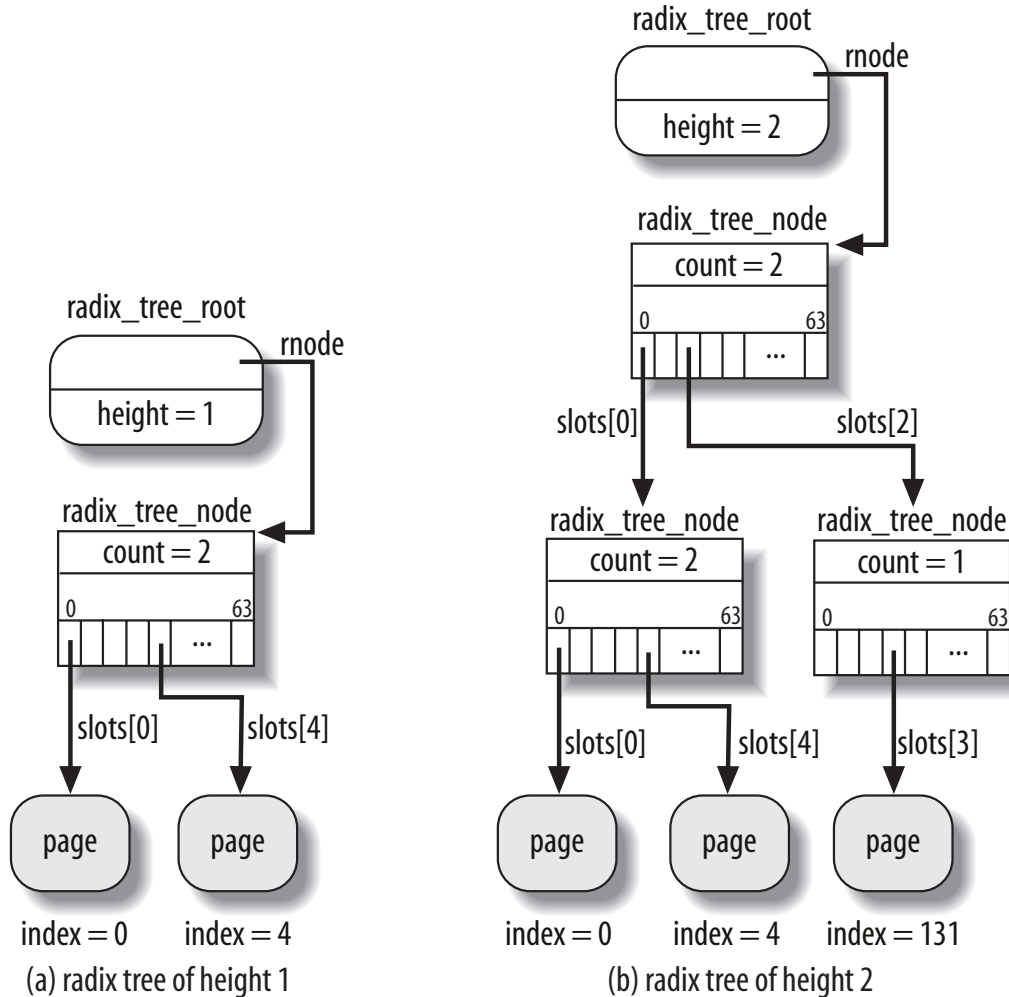 radix_tree_root
rnode
height = 1
radix_tree_node
count = 2
0 63
...
slots[0] slots[4]
page page
index = 0 index = 4
(a) radix tree of height 1
radix_tree_root
rnode
height = 2
radix_tree_node
count = 2
0 63
...
slots[0] slots[2]
radix_tree_node radix_tree_node
count = 2 count = 1
0 63 0 63
... ...
slots[0] slots[4] slots[3]
page page page
index = 0 index = 4 index = 131
(b) radix tree of height 2